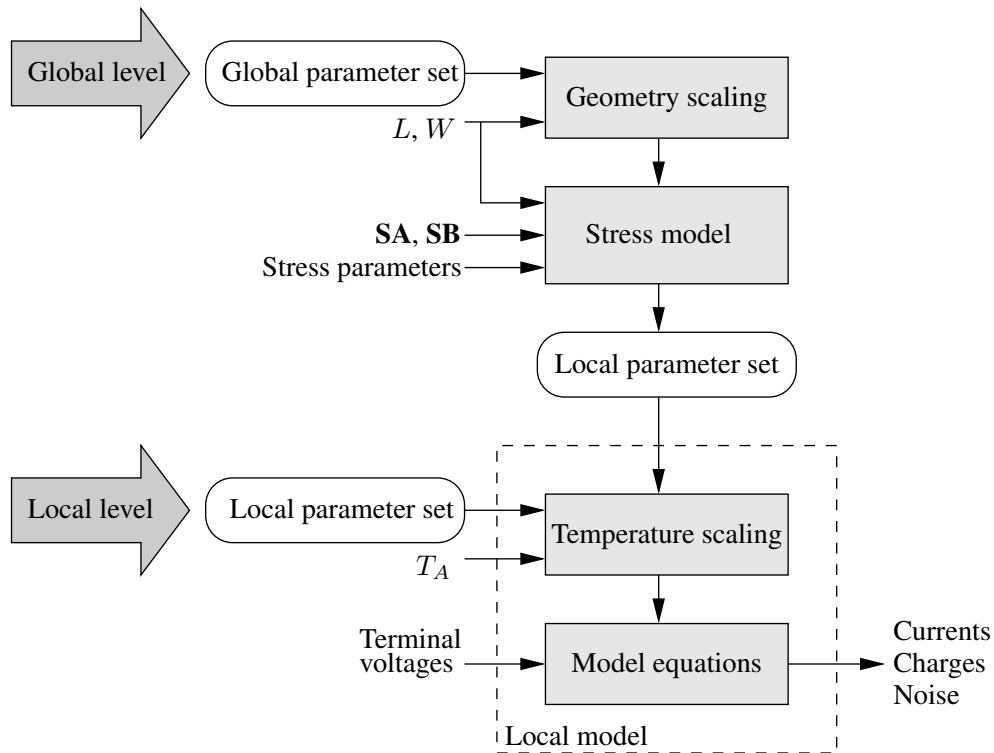 Global level
Global parameter set
Geometry scaling
L, W
SA, SB
Stress model
Stress parameters
Local parameter set
Local level
Local parameter set
Temperature scaling
T_A
Terminal
voltages
Model equations
Currents
Charges
Noise
Local model